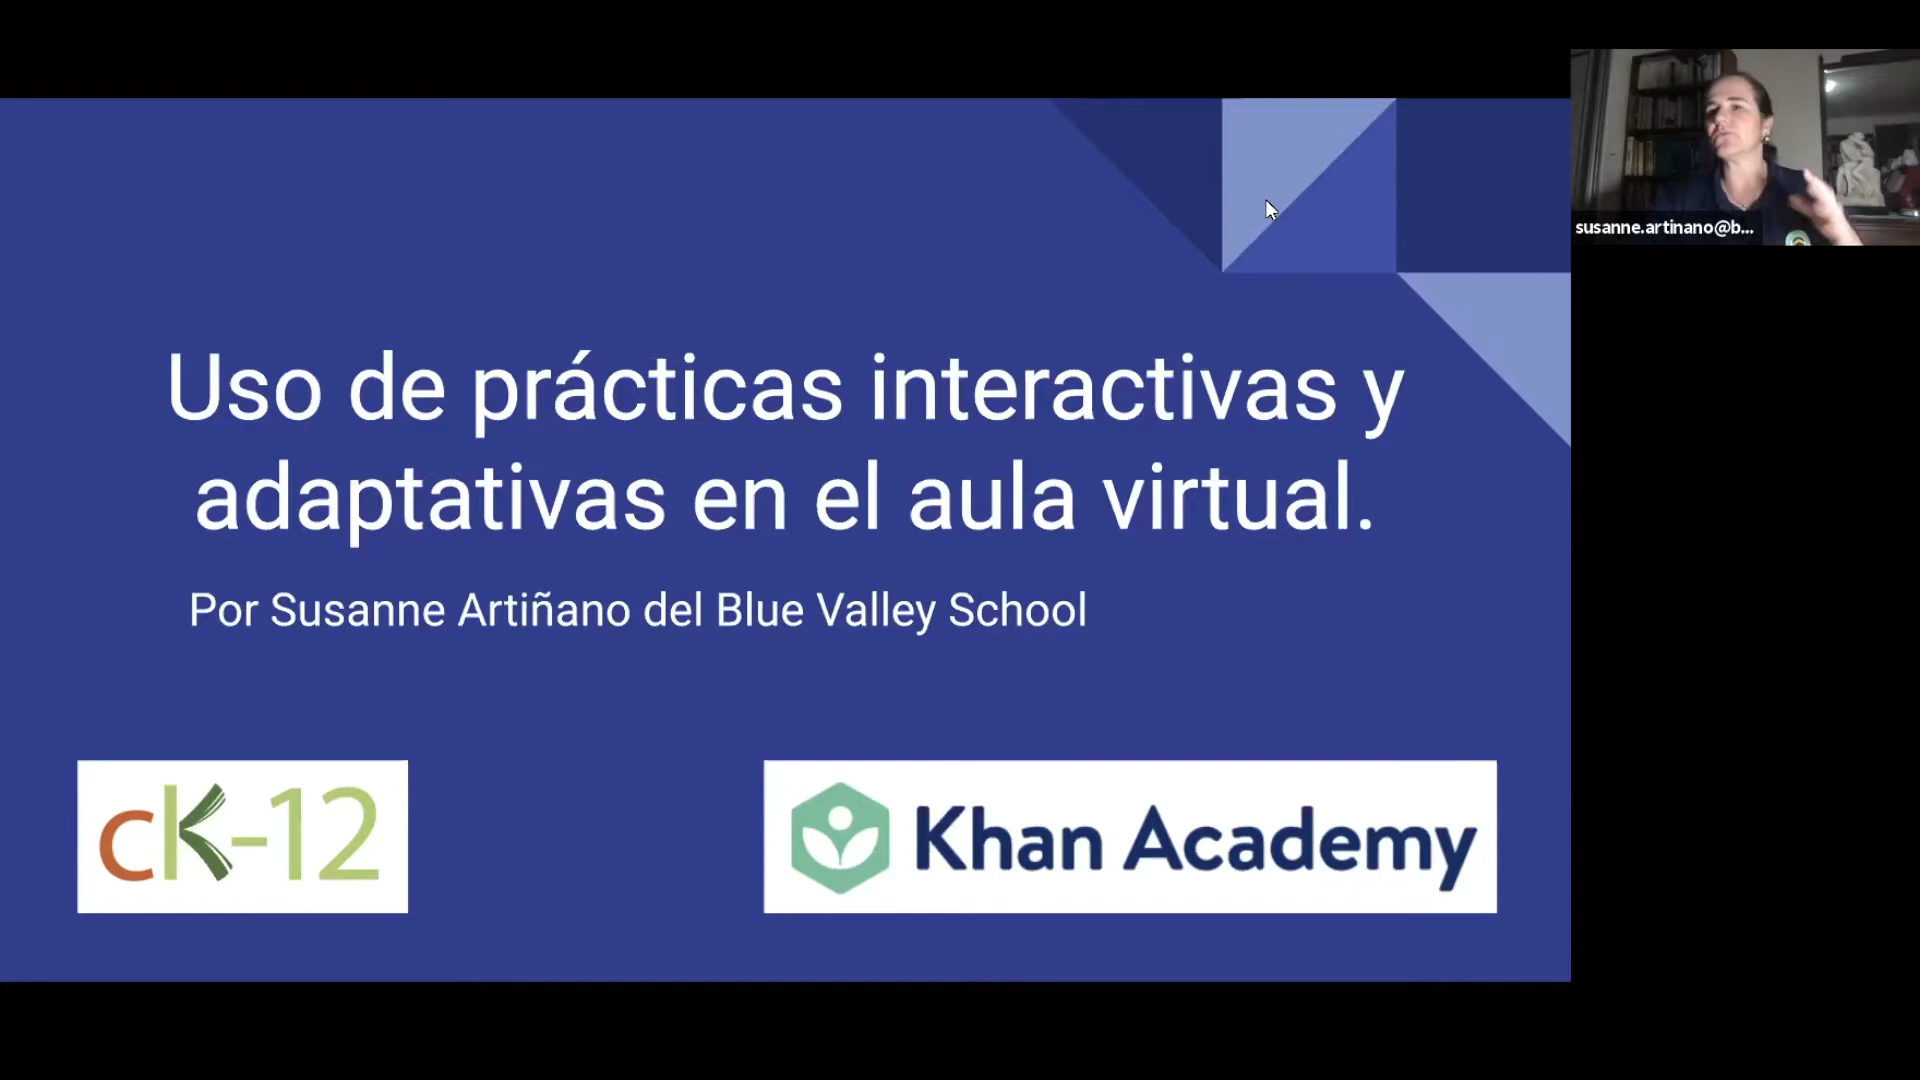 susanne.artinano@b...
Uso de prácticas interactivas y
adaptativas en el aula virtual.
Por Susanne Artiñano del Blue Valley School
cK-12
Khan Academy